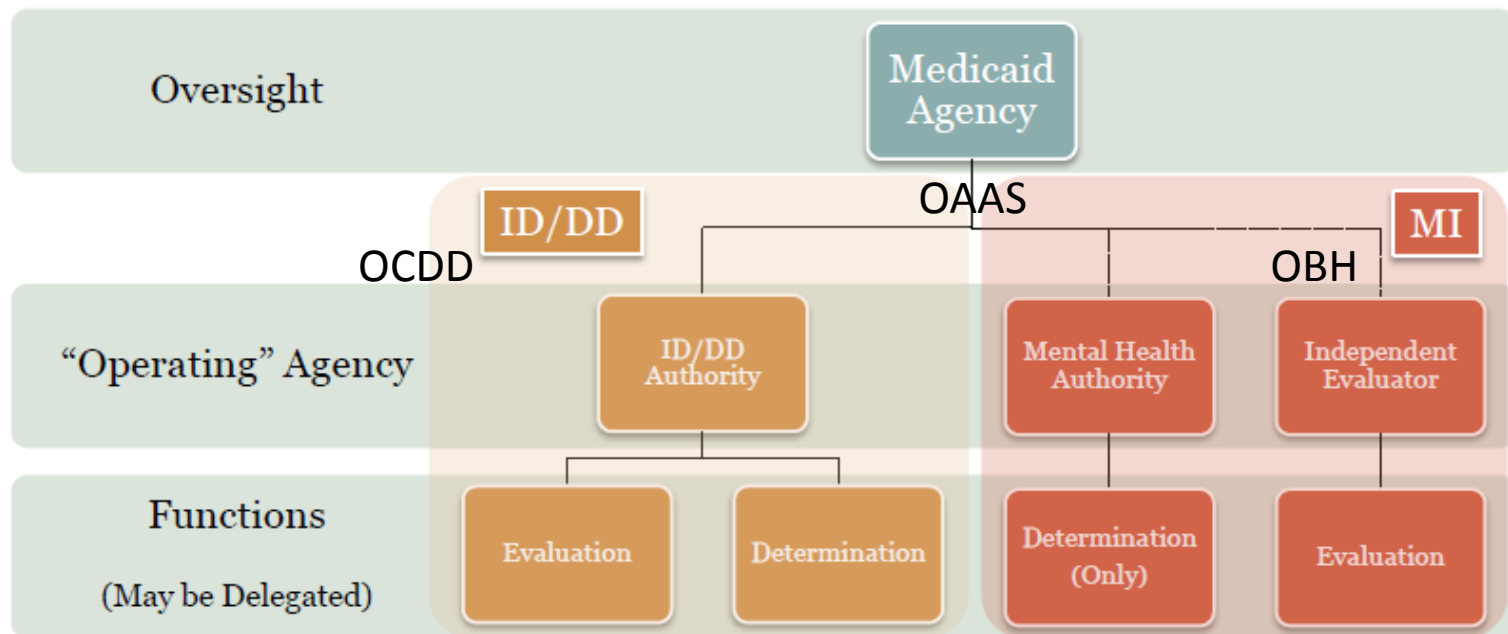 Oversight
Medicaid
Agency
OAAS
ID/DD
MI
OCDD
OBH
“Operating” Agency
ID/DD
Authority
Mental Health
Authority
Independent
Evaluator
Functions
(May be Delegated)
Evaluation
Determination
Determination
(Only)
Evaluation